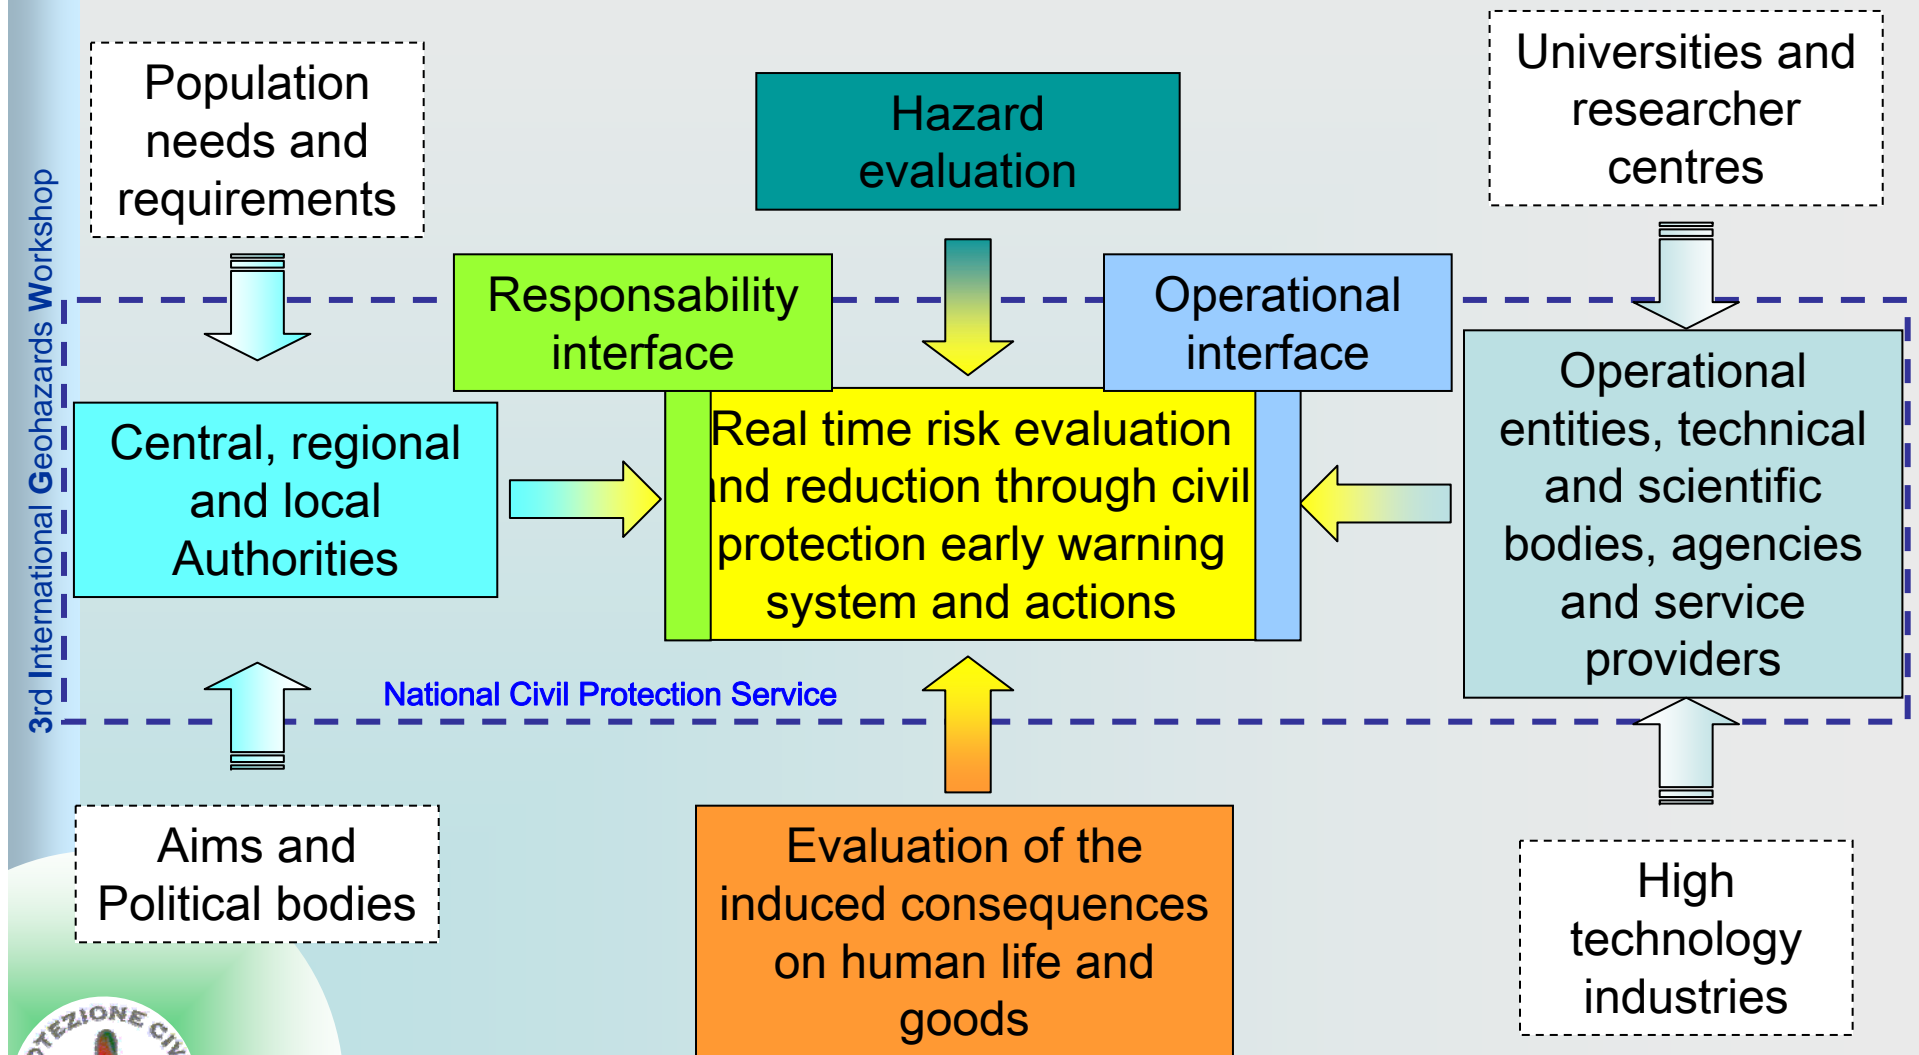 Population
needs and
requirements
Hazard
evaluation
Universities and
researcher
centres
3rd International Geohazards Workshop
Responsability
interface
Operational
interface
Central, regional
and local
Authorities
Real time risk evaluation
and reduction through civil
protection early warning
system and actions
Operational
entities, technical
and scientific
bodies, agencies
and service
providers
National Civil Protection Service
Aims and
Political bodies
Evaluation of the
induced consequences
on human life and
goods
High
technology
industries